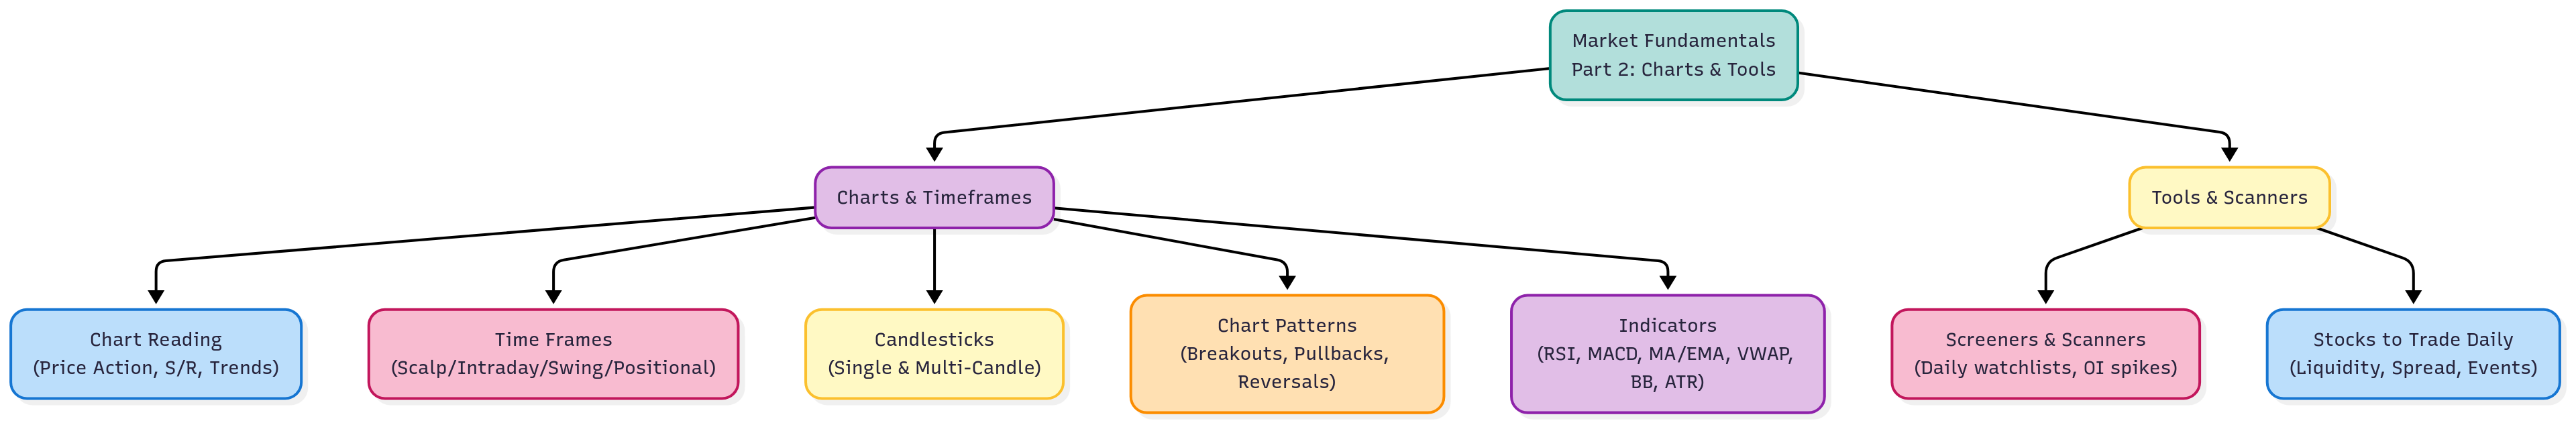 Market Fundamentals
Part 2: Charts & Tools
Charts & Timeframes
Tools & Scanners
Chart Reading
(Price Action, S/R, Trends)
Time Frames
(Scalp/Intraday/Swing/Positional)
Candlesticks
(Single & Multi-Candle)
Chart Patterns
(Breakouts, Pullbacks,
Reversals)
Indicators
(RSI, MACD, MA/EMA, VWAP,
BB, ATR)
Screeners & Scanners
(Daily watchlists, OI spikes)
Stocks to Trade Daily
(Liquidity, Spread, Events)